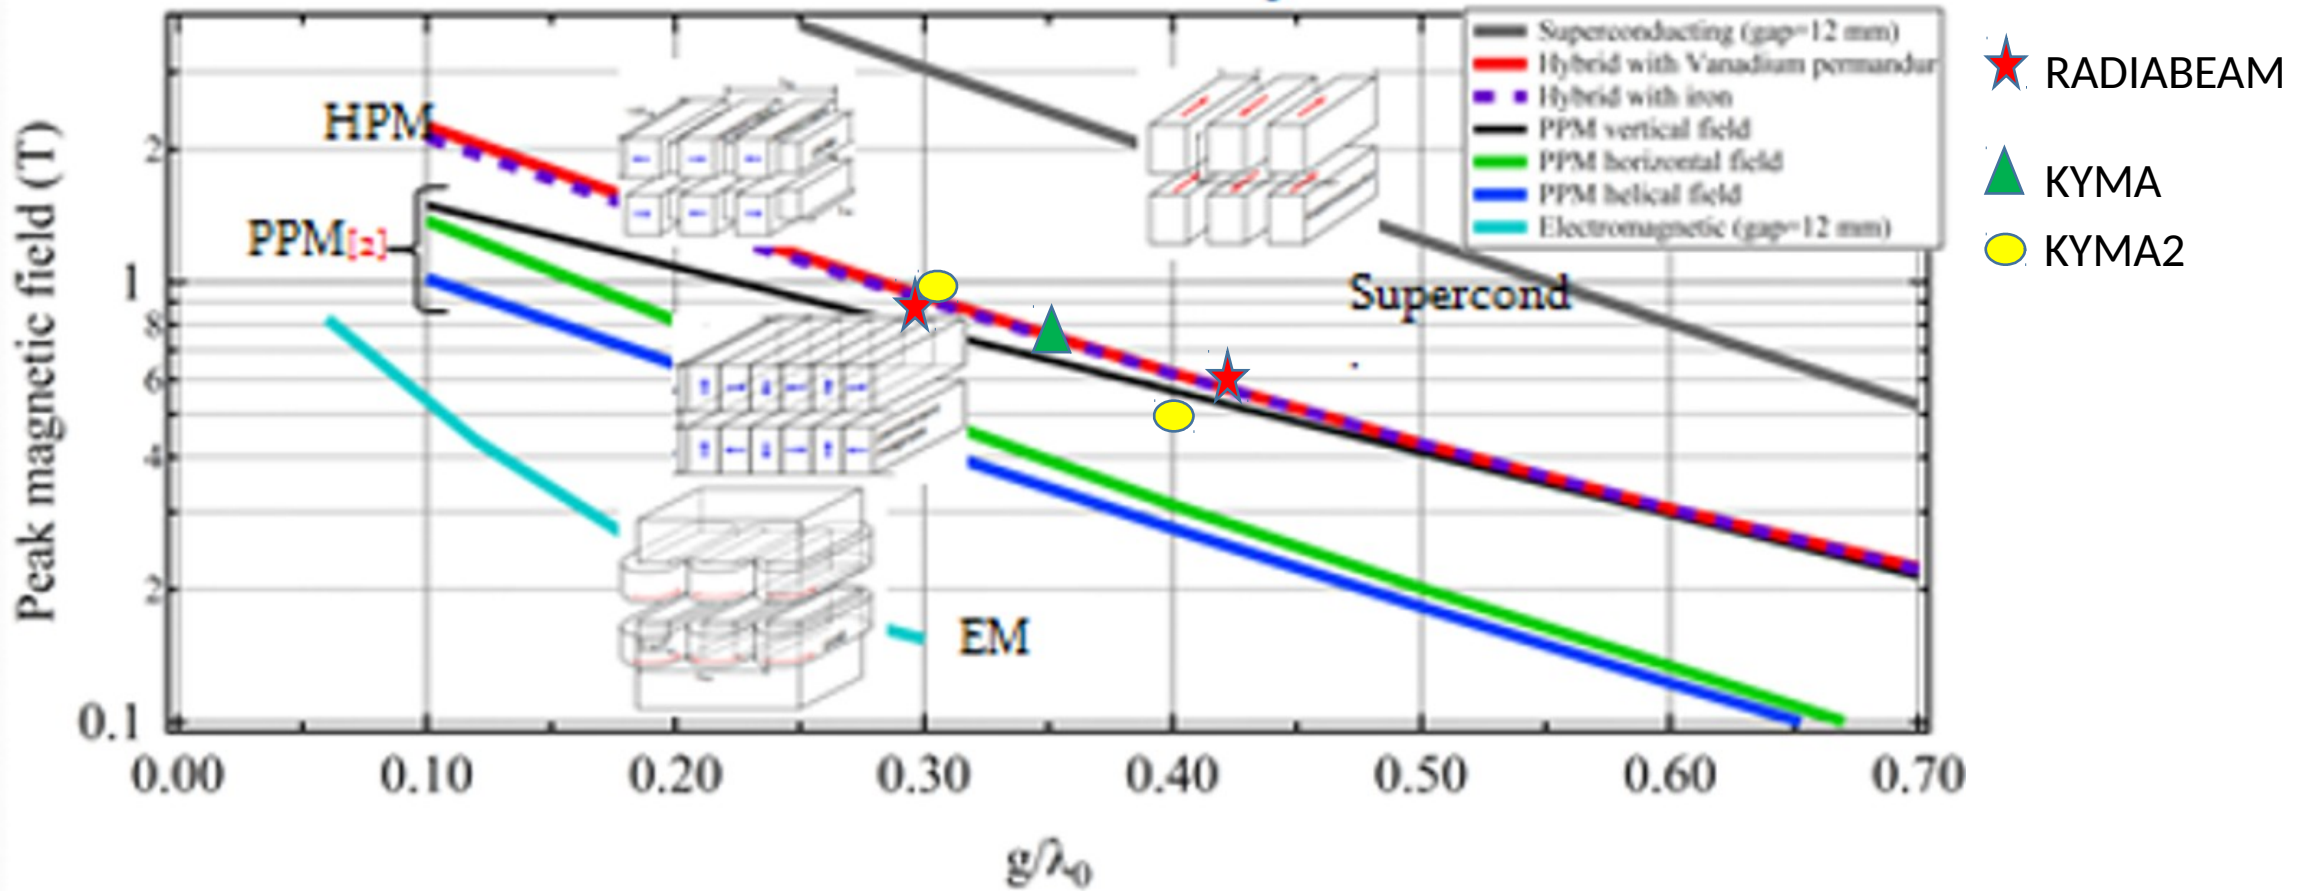 Superconducting (gap=12 mm)
Hybrid with Vanadium permandur
Hybrid with iron
PPM vertical field
PPM horizontal field
PPM helical field
Electromagnetic (gap=12 mm)
RADIABEAM
KYMA
KYMA2
HPM
PPM[2]
Supercond
EM
Peak magnetic field (T)
2
1
8
6
4
2
0.1
0.00 0.10 0.20 0.30 0.40 0.50 0.60 0.70
g/λ0